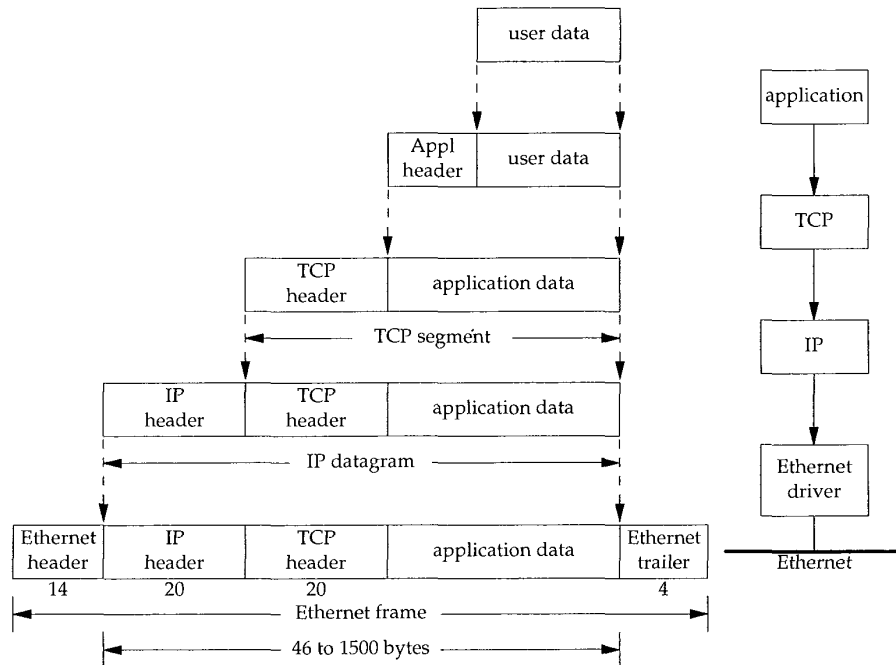 user data
application
Appl
header
user data
TCP
TCP
header
application data
TCP segment
IP
IP
header
TCP
header
application data
IP datagram
Ethernet
driver
Ethernet
header
IP
header
TCP
header
application data
Ethernet
trailer
Ethernet
14
20
20
4
Ethernet frame
46 to 1500 bytes